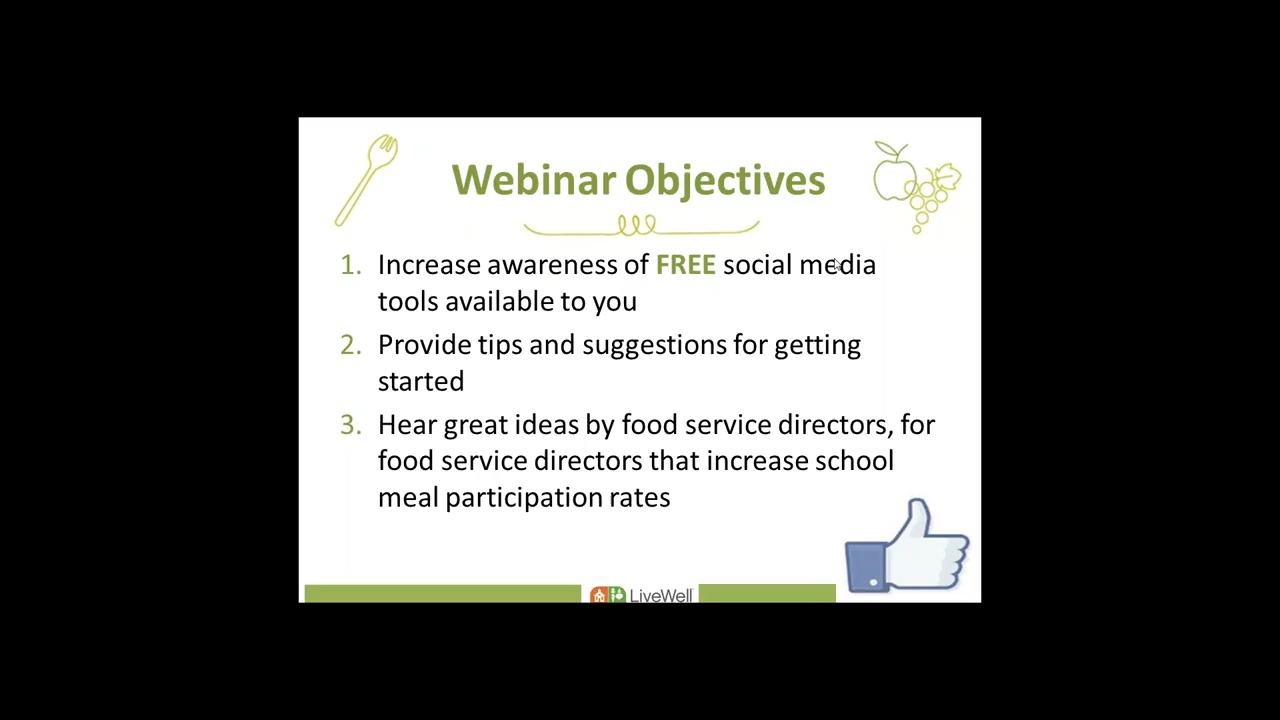 Webinar Objectives
1. Increase awareness of FREE social media
tools available to you
2. Provide tips and suggestions for getting
started
3. Hear great ideas by food service directors, for
food service directors that increase school
meal participation rates
LiveWell